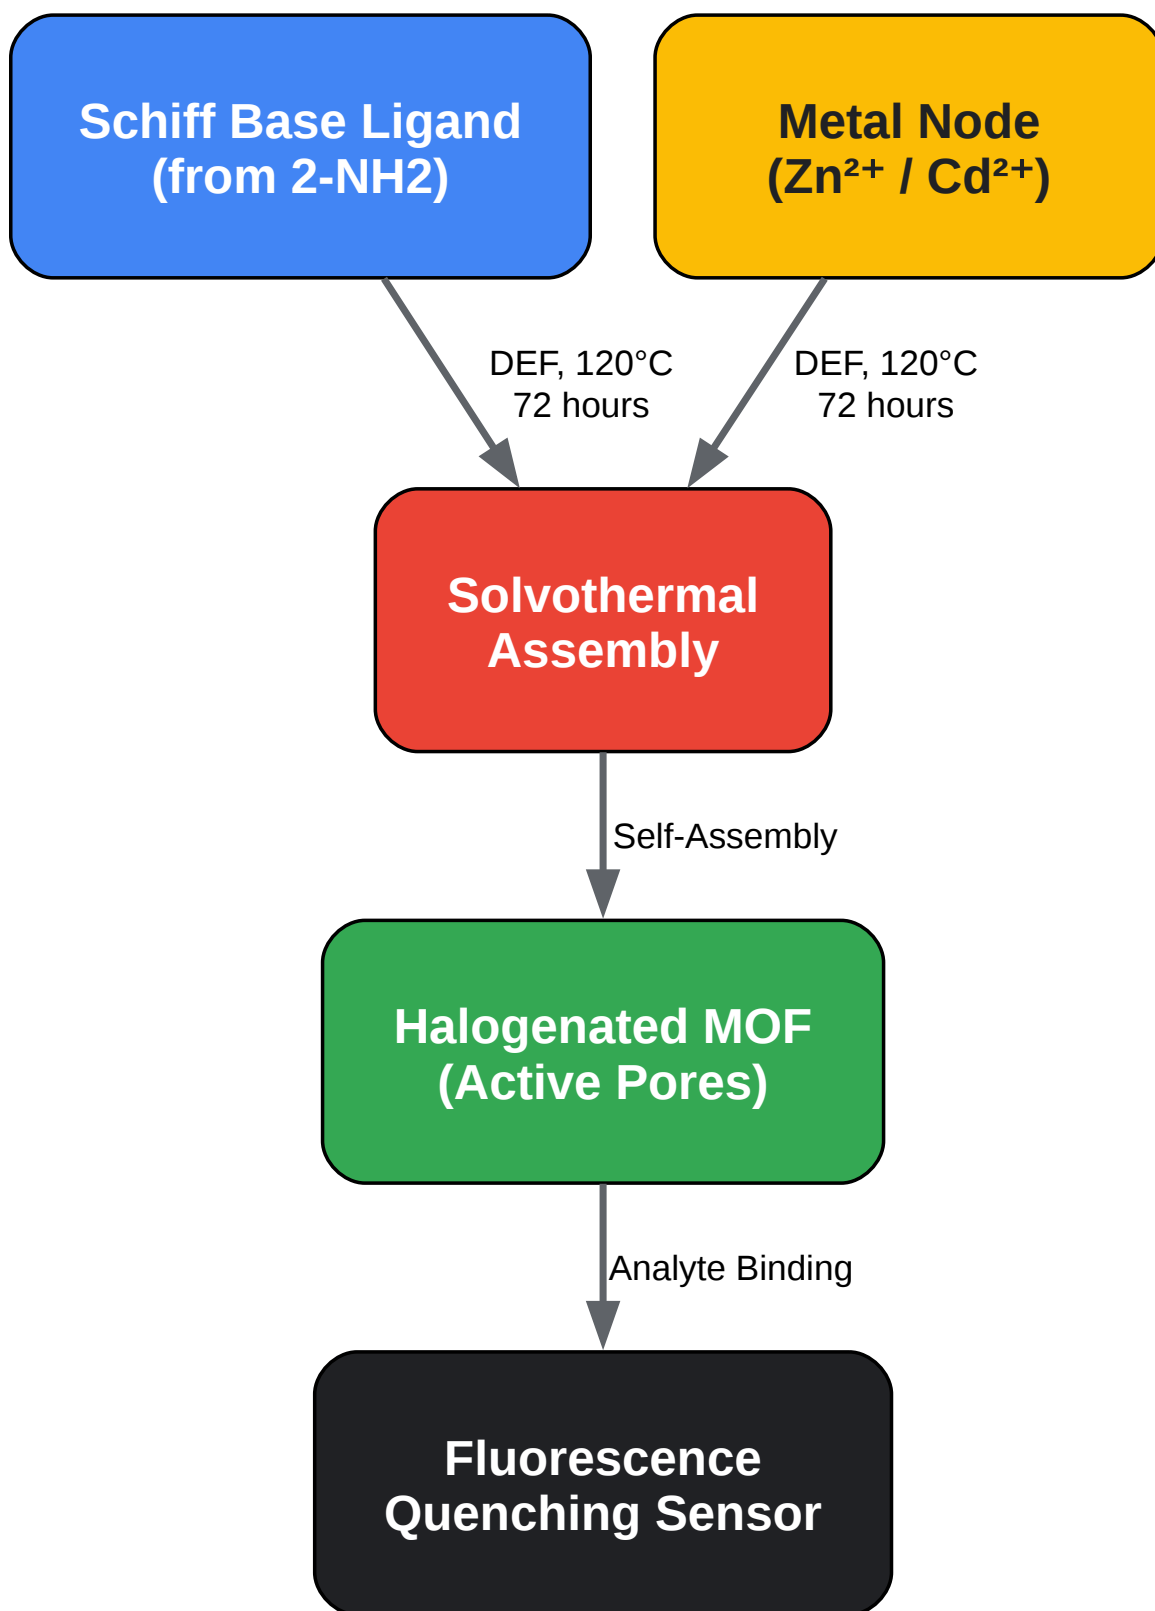 Schiff Base Ligand
(from 2-NH2)
Metal Node
(Zn²⁺ / Cd²⁺)
DEF, 120°C
72 hours
DEF, 120°C
72 hours
Solvothermal
Assembly
Self-Assembly
Halogenated MOF
(Active Pores)
Analyte Binding
Fluorescence
Quenching Sensor